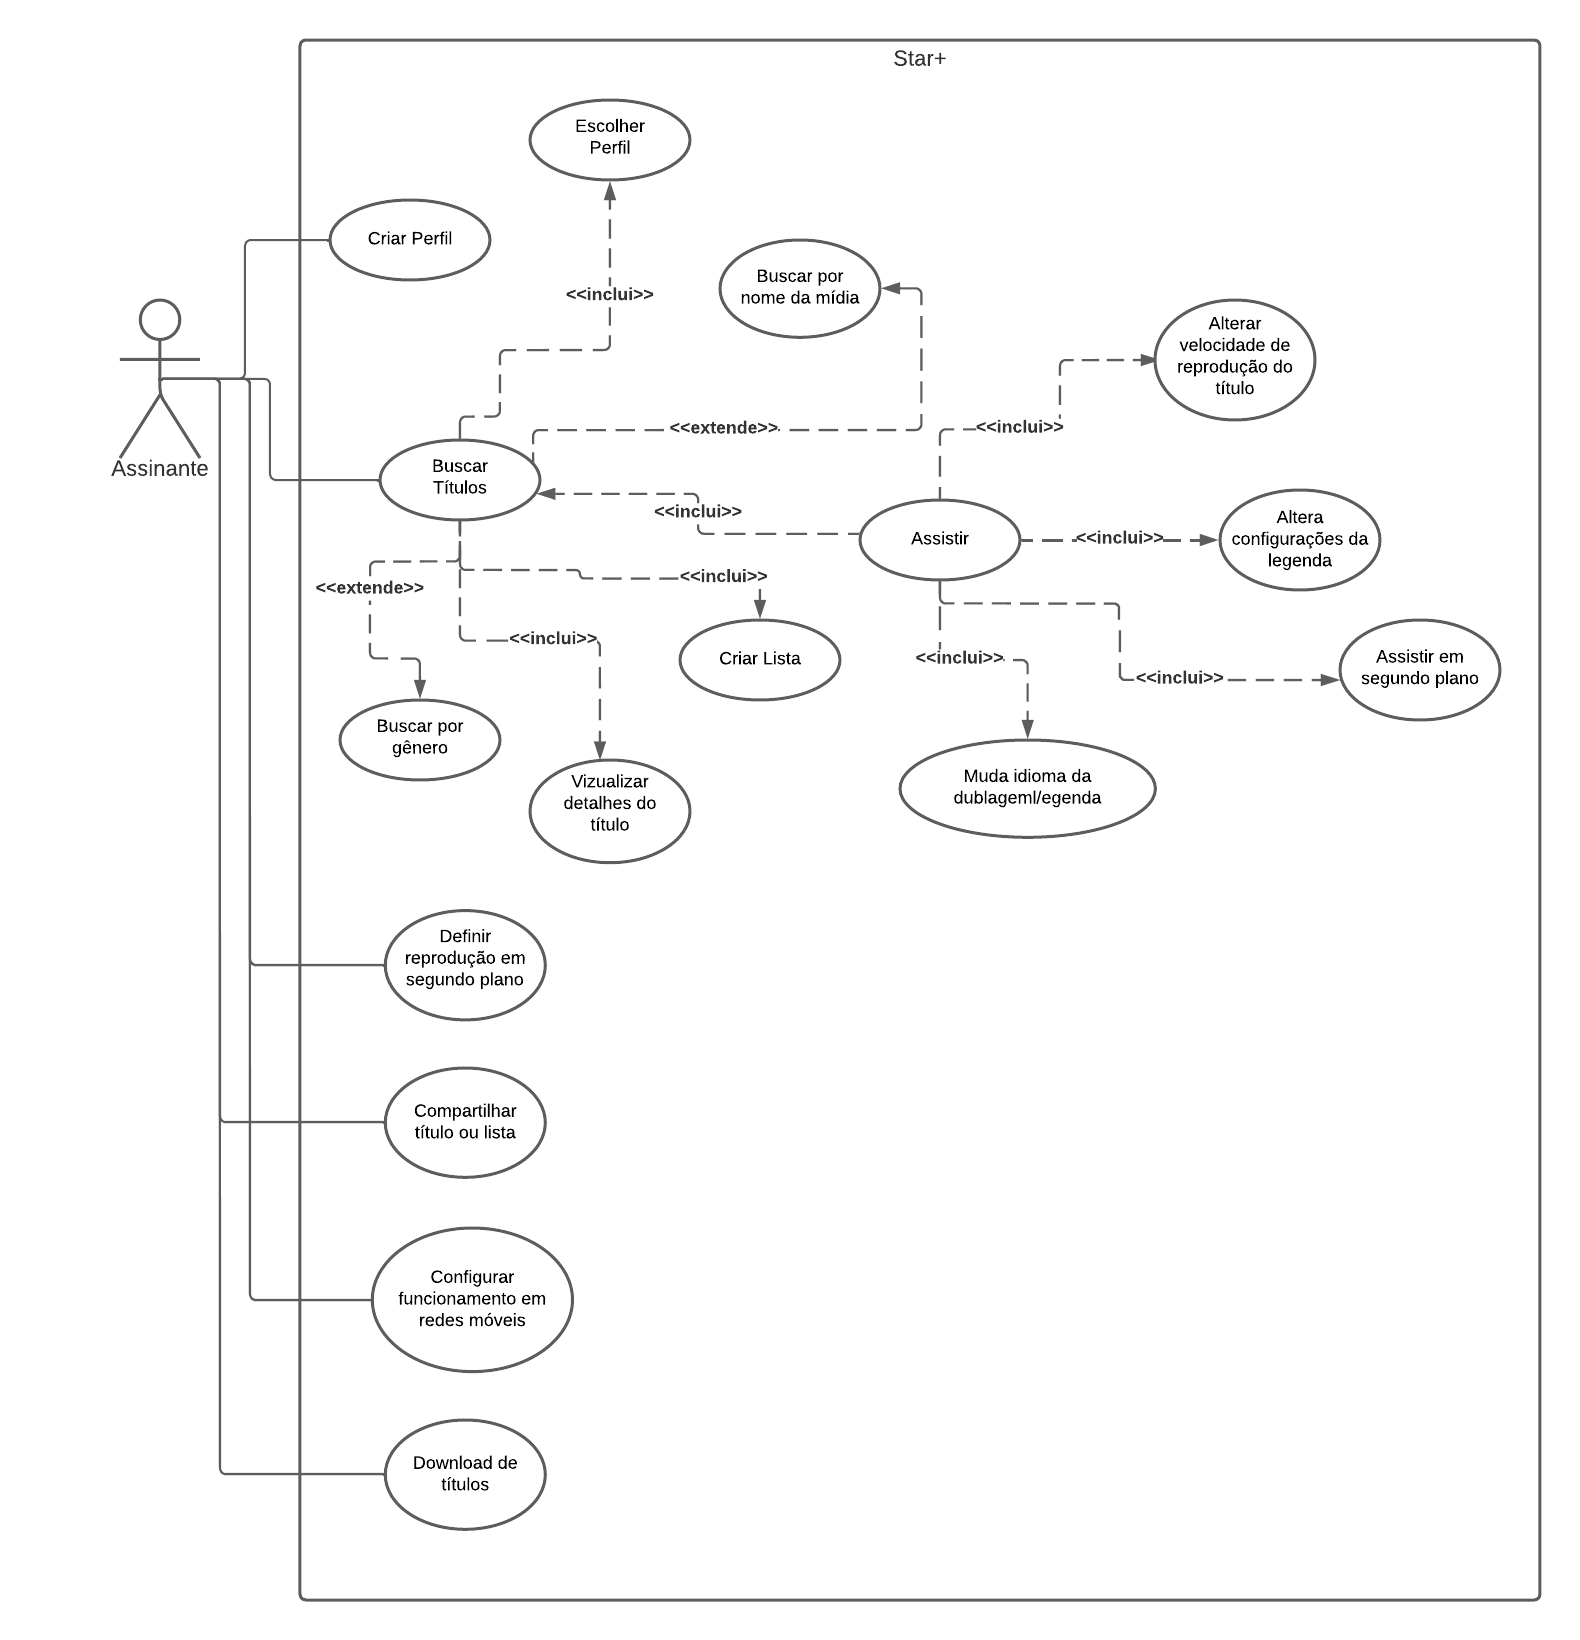 Star+
Escolher
Perfil
Criar Perfil
<<inclui>>
Buscar por
nome da mídia
Alterar
velocidade de
reprodução do
título
Assinante
<<extende>>
<<inclui>>
Buscar
Títulos
<<inclui>>
Assistir
<<inclui>>
Altera
configurações da
legenda
<<extende>>
<<inclui>>
<<inclui>>
Criar Lista
<<inclui>>
<<inclui>>
Assistir em
segundo plano
Buscar por
gênero
Vizualizar
detalhes do
título
Muda idioma da
dublageml/egenda
Definir
reprodução em
segundo plano
Compartilhar
título ou lista
Configurar
funcionamento em
redes móveis
Download de
títulos